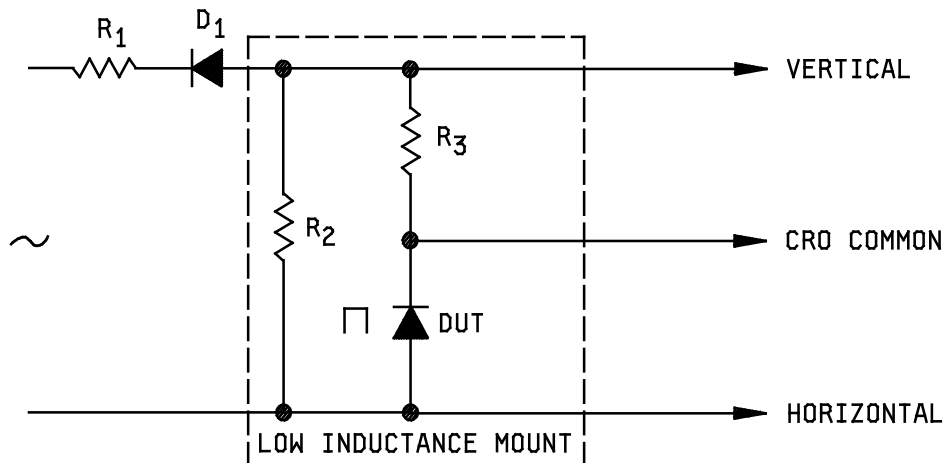 R1
D1
VERTICAL
R3
R2
CRO COMMON
DUT
HORIZONTAL
LOW INDUCTANCE MOUNT